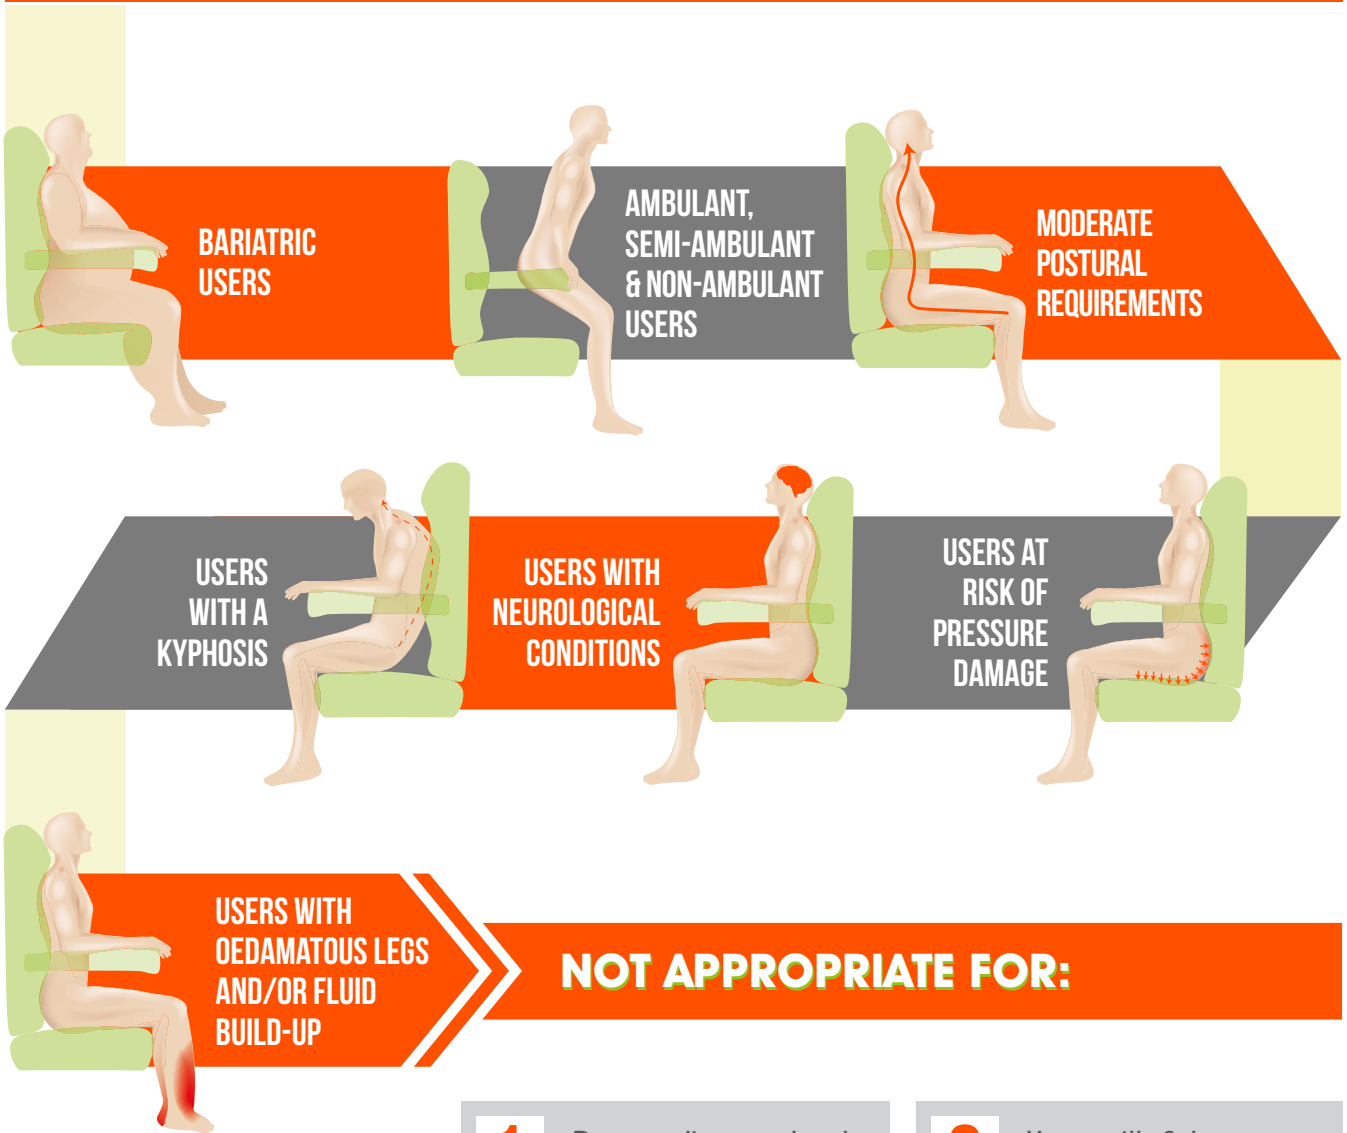 BARIATRIC
USERS
AMBULANT,
SEMI-AMBULANT
& NON-AMBULANT
USERS
MODERATE
POSTURAL
REQUIREMENTS
USERS
WITH A
KYPHOSIS
USERS WITH
NEUROLOGICAL
CONDITIONS
USERS AT
RISK OF
PRESSURE
DAMAGE
USERS WITH
OEDAMATOUS LEGS
AND/OR FLUID
BUILD-UP
NOT APPROPRIATE FOR: